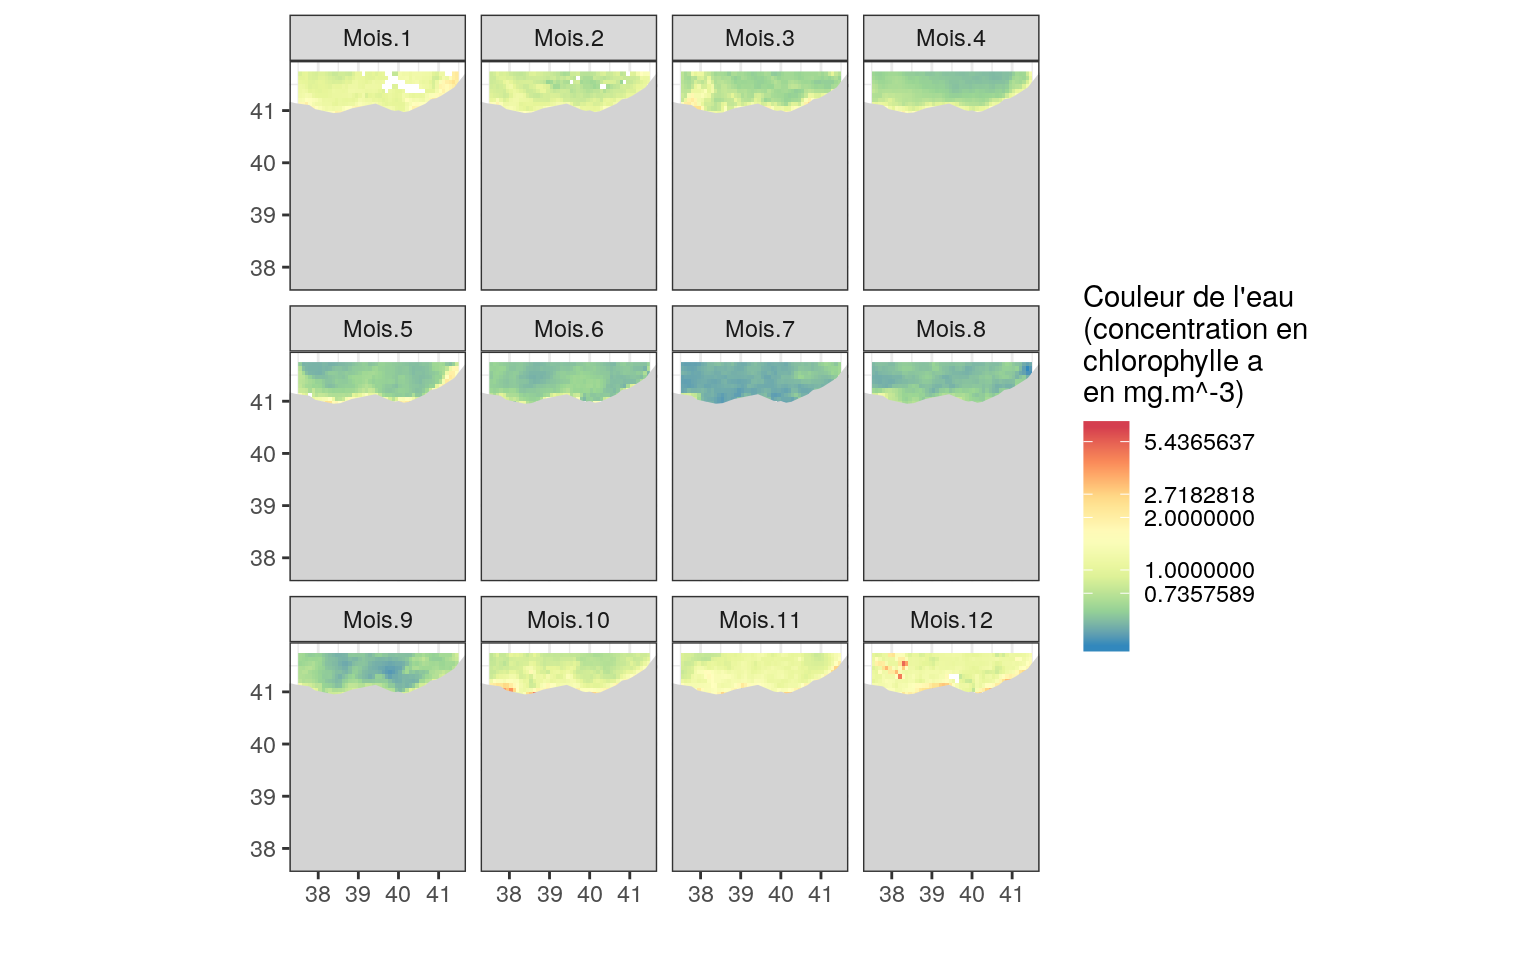 Mois.1 Mois.2 Mois.3 Mois.4
41
40
39
38
Mois.5 Mois.6 Mois.7 Mois.8
41
40
39
38
Mois.9 Mois.10 Mois.11 Mois.12
41
40
39
38
38 39 40 41 38 39 40 41 38 39 40 41 38 39 40 41
Couleur de l'eau
(concentration en
chlorophylle a
en mg.m^-3)
5.4365637
2.7182818
2.0000000
1.0000000
0.7357589